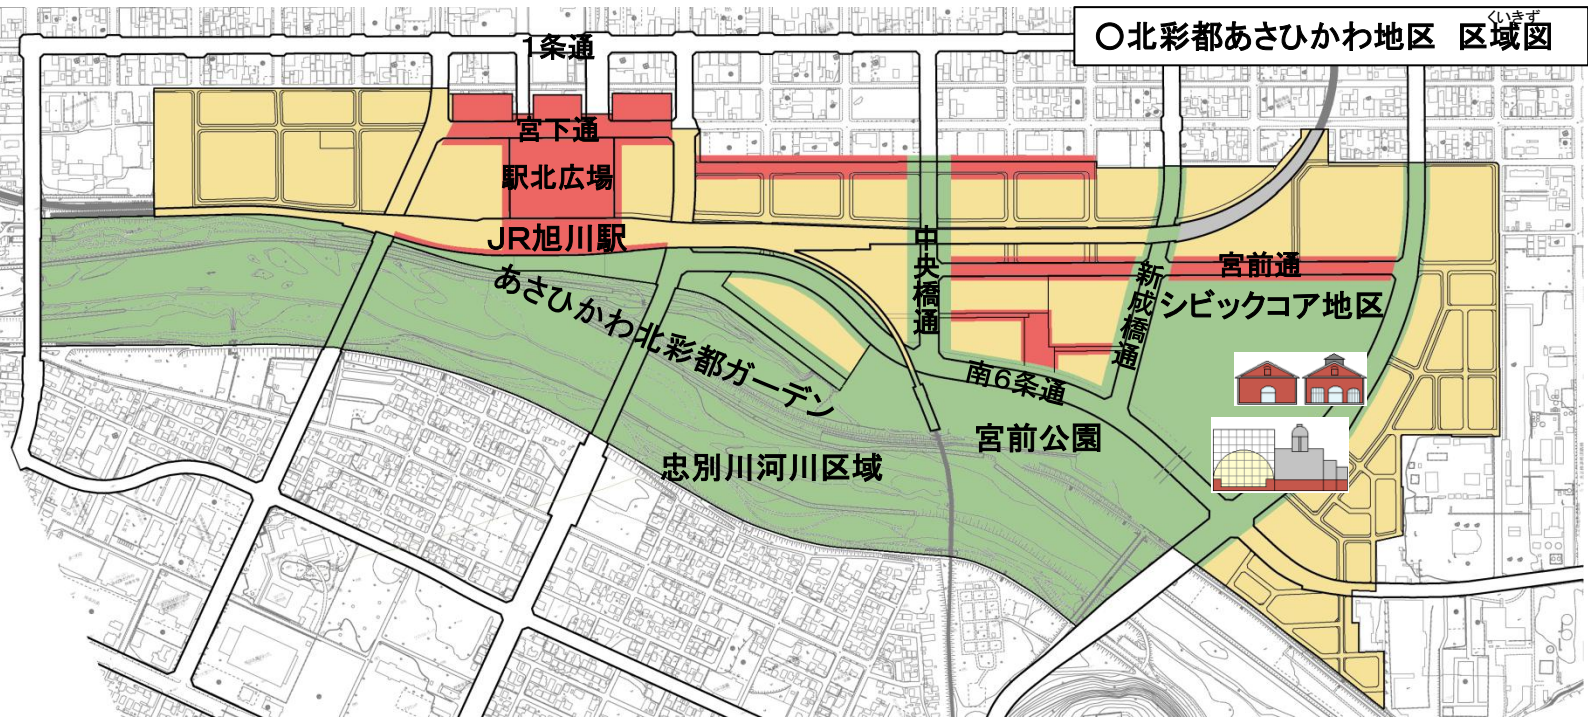 くいきず
○北彩都あさひかわ地区 区域図
1条通
宮下通
駅北広場
JR旭川駅
中央橋通
新成橋通
宮前通
シビックコア地区
あさひかわ北彩都ガーデン
南6条通
宮前公園
忠別川河川区域